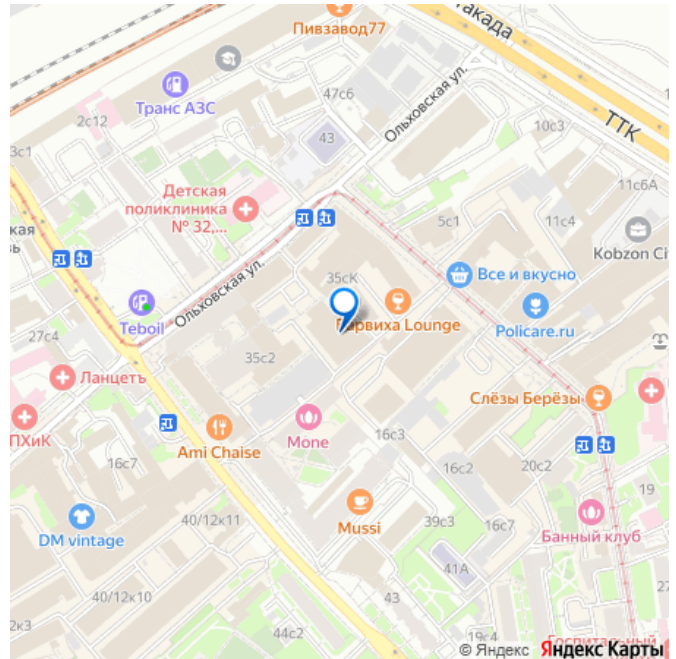 Пивзавод77
акада
ТТК
Транс АЗС
47с6
2с12
3с1
43
Ольховская ул.
10с3
Детская
поликлиника
№ 32,...
11с6А
5с1
11с4
Kobzon Ci
кая
ь
35сК
Все и вкусно
Teboil
Ольховская ул.
Барвиха Lounge
Policare.ru
27с4
35с2
Ланцетъ
Слёзы Берёзы
ПХиК
Ami Chaise
Mone
16с3
16с7
16с2
20с2
19
DM vintage
40/12к11
Mussi
39с3
16с7
Банный клуб
41А
27
40/12к10
43
2к3
44с2
19с4
Госпитальный
© Яндекс Яндекс Карты